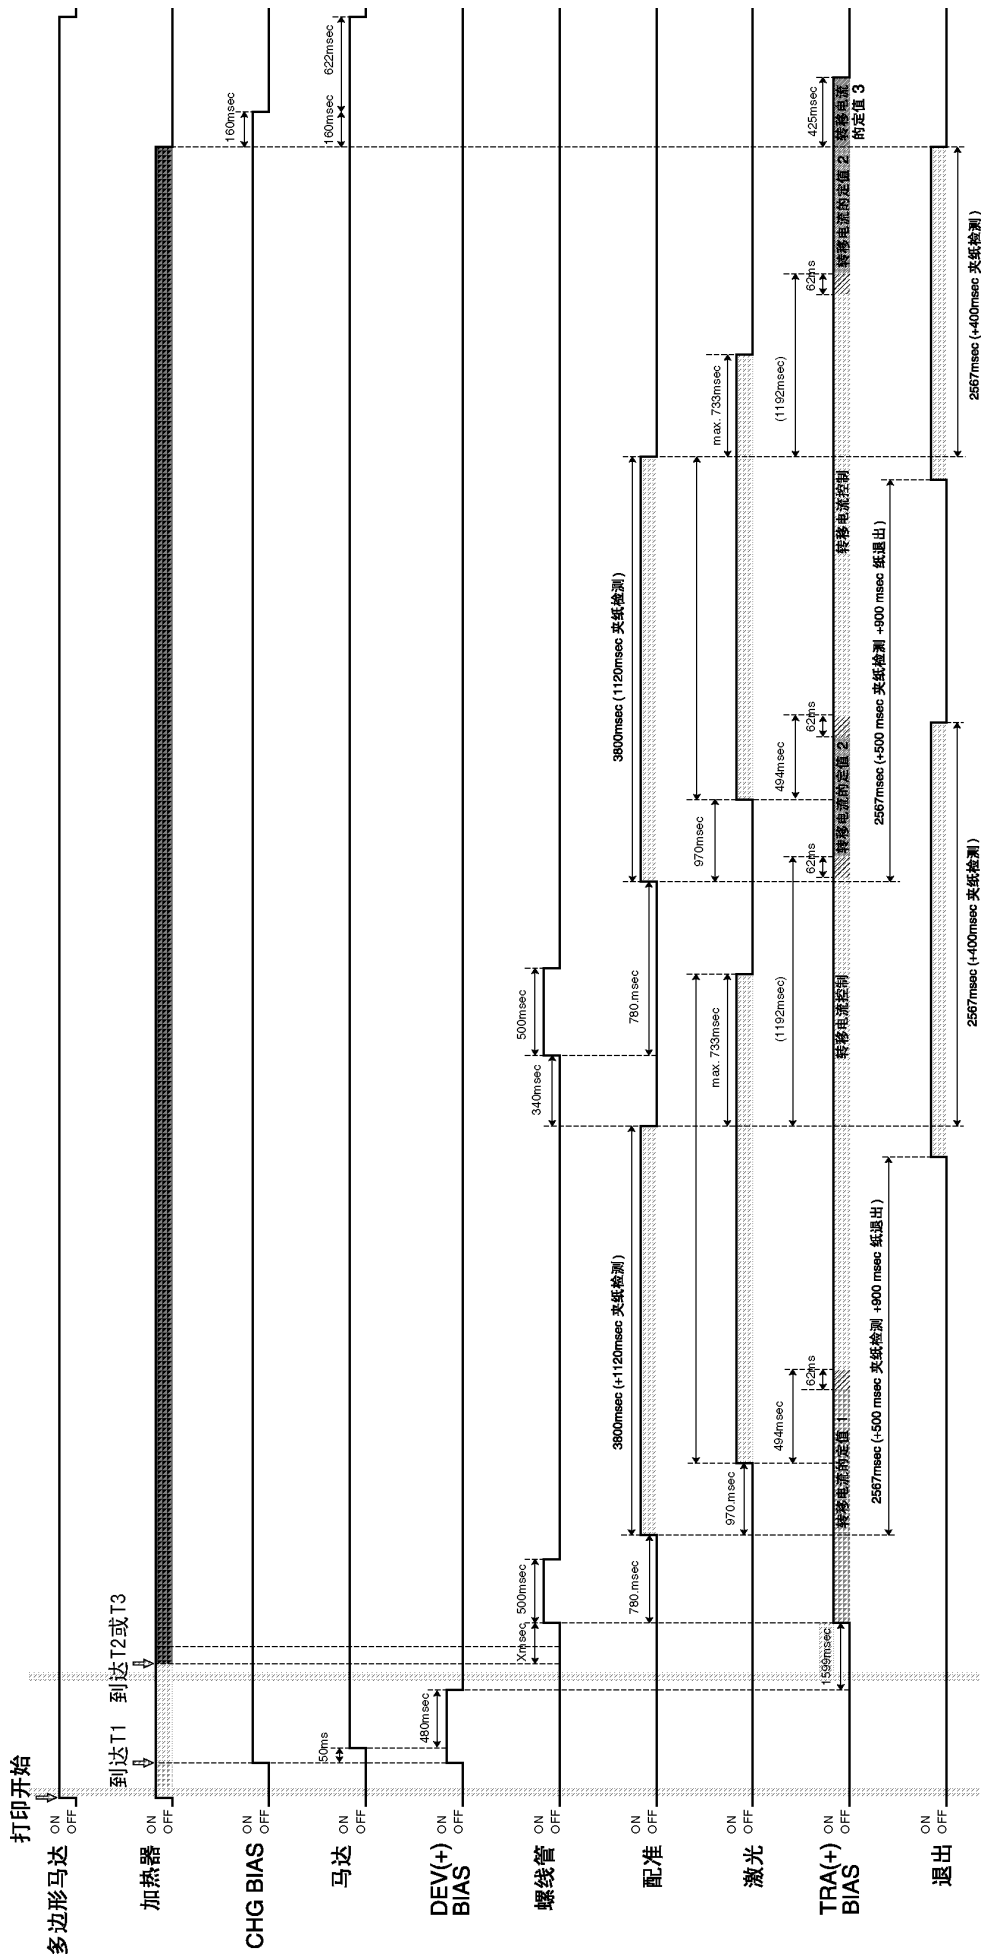 打印开始
到达T1
到达T2或T3
多边形马达
ON
OFF
加热器
ON
OFF
CHG BIAS
ON
OFF
160msec
马达
ON
OFF
50ms
160msec
622msec
DEV(+)
BIAS
ON
OFF
480msec
螺线管
ON
OFF
Xmsec
500msec
340msec
500msec
配准
ON
OFF
780.msec
3800msec (+1120msec 夹纸检测)
780.msec
3800msec (1120msec 夹纸检测)
激光
ON
OFF
970.msec
max. 733msec
970msec
max. 733msec
TRA(+)
BIAS
ON
OFF
1599msec
转移电流的定值 1
494msec
62ms
转移电流控制
(1192msec)
62ms
转移电流的定值 2
494msec
62ms
转移电流控制
(1192msec)
62ms
转移电流的定值 2
转移电流
的定值 3
425msec
退出
ON
OFF
2567msec (+500 msec 夹纸检测 +900 msec 纸退出)
2567msec (+400msec 夹纸检测)
2567msec (+500 msec 夹纸检测 +900 msec 纸退出)
2567msec (+400msec 夹纸检测)